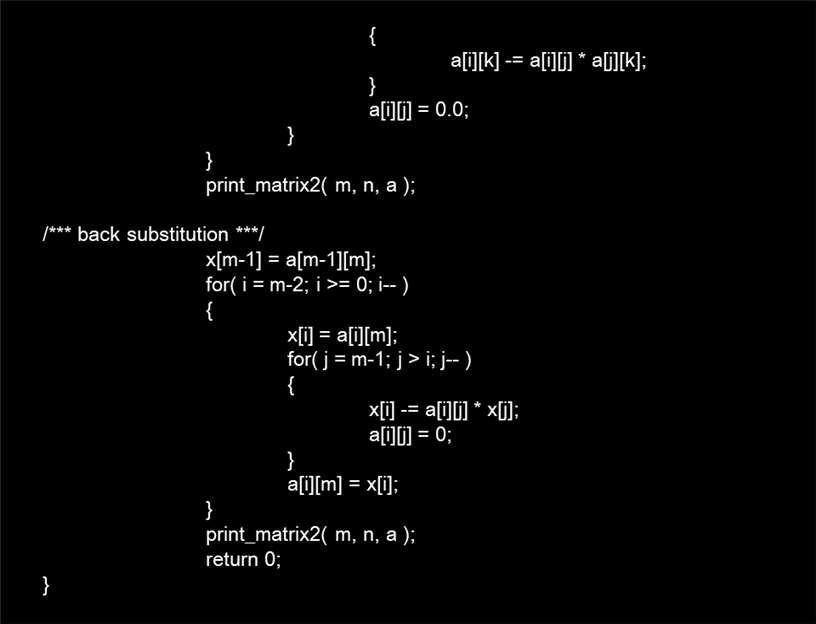 {
a[i][k] -= a[i][j] * a[j][k];
}
a[i][j] = 0.0;
}
}
print_matrix2( m, n, a );
/*** back substitution ***/
x[m-1] = a[m-1][m];
for( i = m-2; i >= 0; i-- )
{
x[i] = a[i][m];
for( j = m-1; j > i; j-- )
{
x[i] -= a[i][j] * x[j];
a[i][j] = 0;
}
a[i][m] = x[i];
}
print_matrix2( m, n, a );
return 0;
}